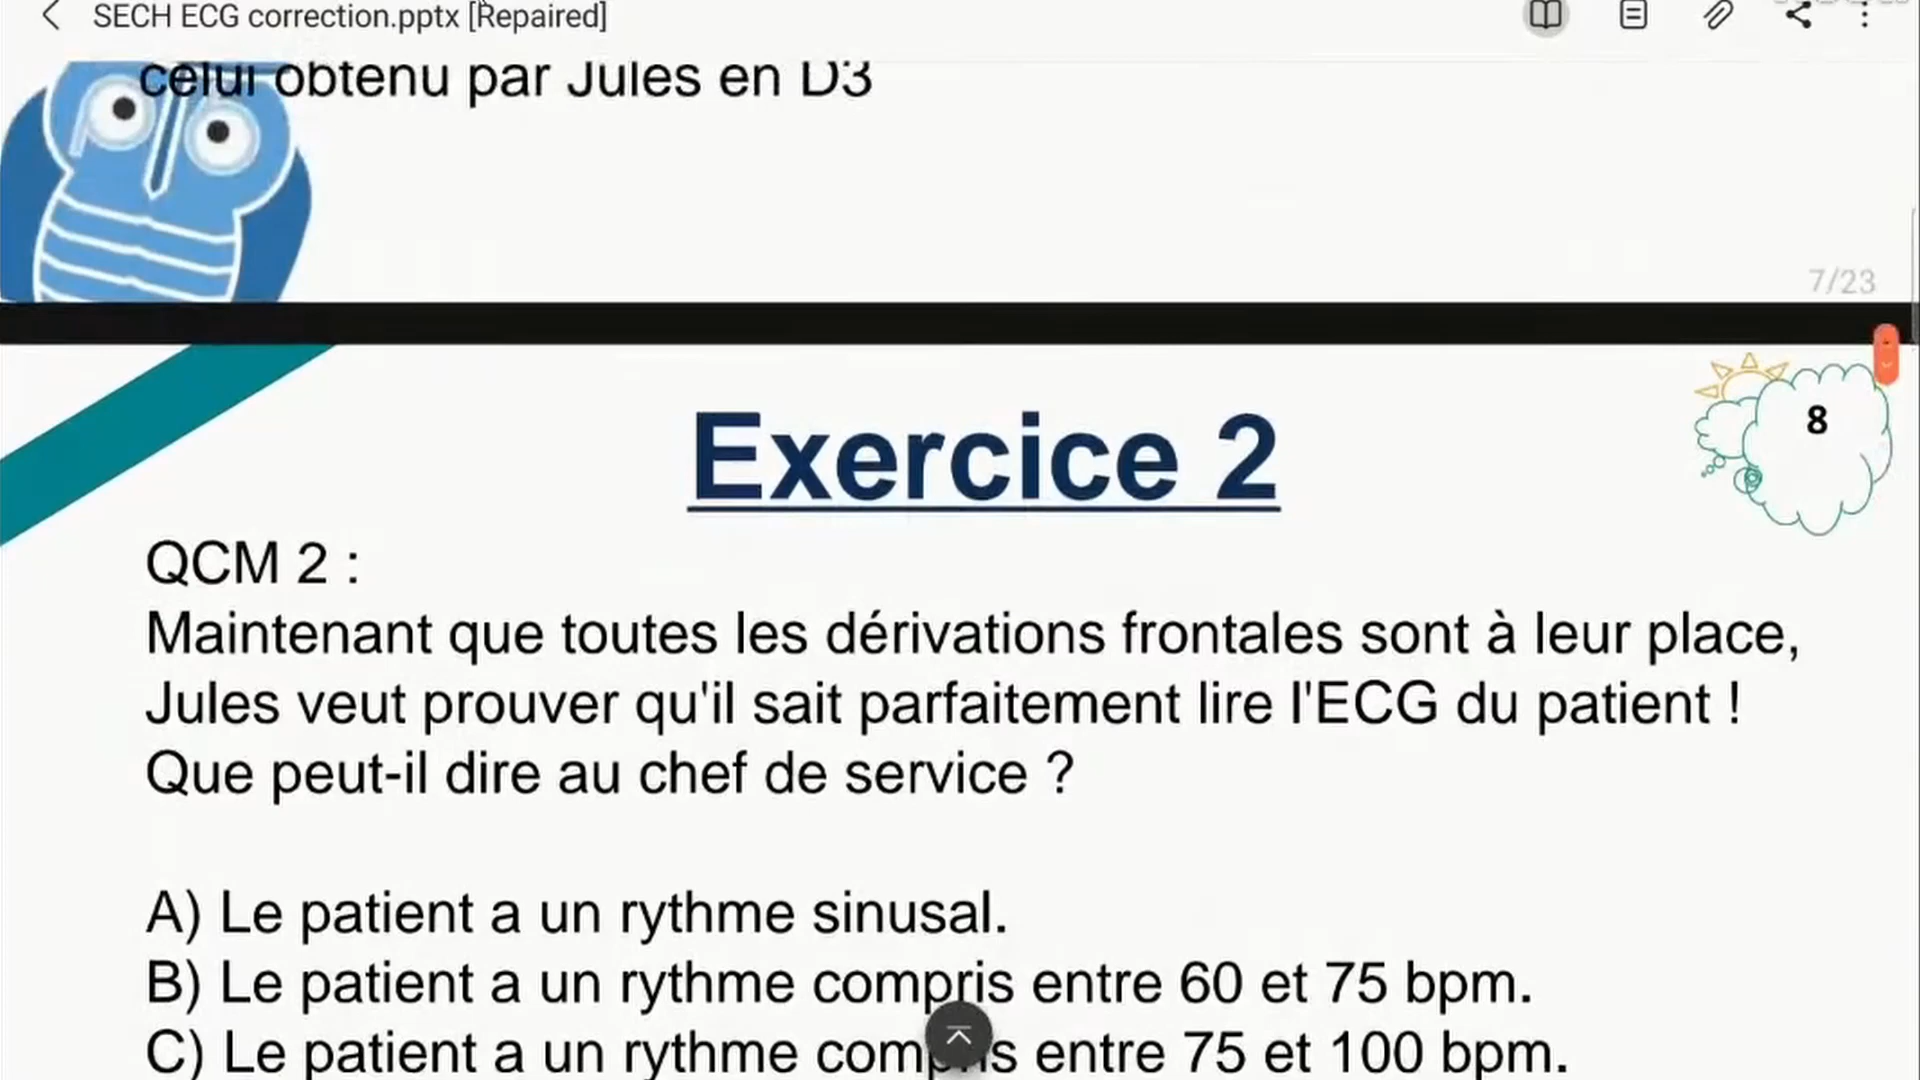 SECH ECG correction.pptx [Repaired]
celui obtenu par Jules en D3
7/23
8
Exercice 2
QCM 2 :
Maintenant que toutes les dérivations frontales sont à leur place,
Jules veut prouver qu'il sait parfaitement lire l'ECG du patient !
Que peut-il dire au chef de service ?
A) Le patient a un rythme sinusal.
B) Le patient a un rythme compris entre 60 et 75 bpm.
C) Le patient a un rythme compris entre 75 et 100 bpm.